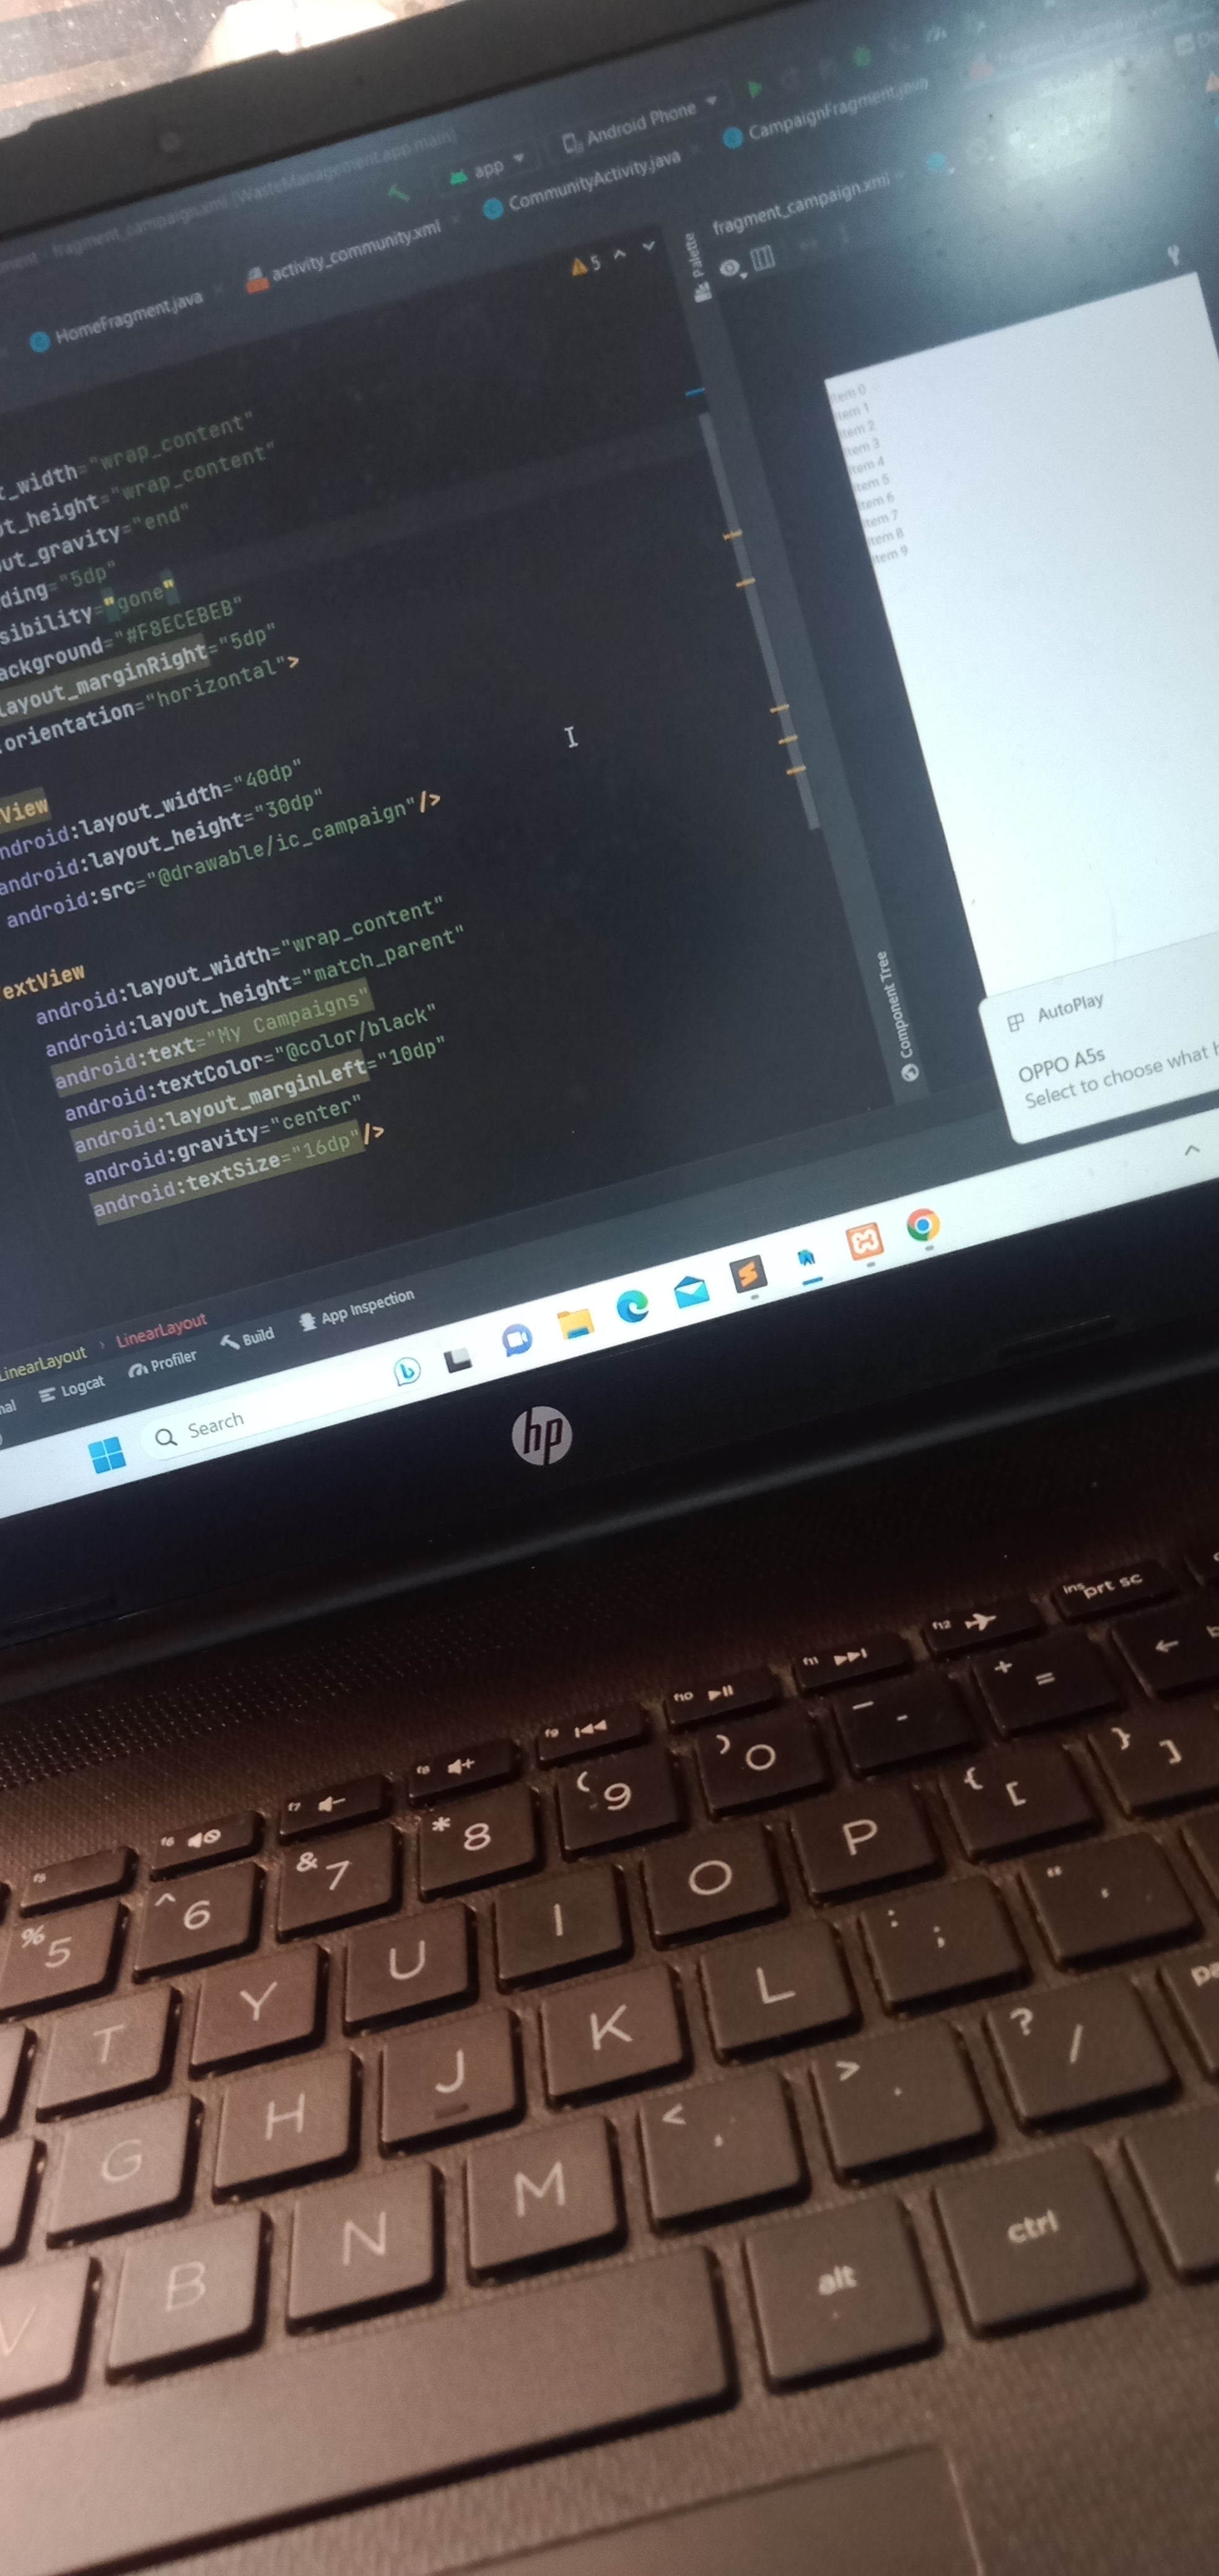 fragment_campaign.xml [WasteManagement.app.main]
app
Android Phone
HomeFragment.java
activity_community.xml
CommunityActivity.java
CampaignFragment.java
5
Palette
fragment_campaign.xml
t_width="wrap_content"
ut_height="wrap_content"
out_gravity="end"
ding="5dp"
sibility="gone"
ackground="#F8ECEBEB"
layout_marginRight="5dp"
:orientation="horizontal">
View
ndroid:layout_width="40dp"
android:layout_height="30dp"
android:src="@drawable/ic_campaign"/>
extView
android:layout_width="wrap_content"
android:layout_height="match_parent"
android:text="My Campaigns"
android:textColor="@color/black"
android:layout_marginLeft="10dp"
android:gravity="center"
android:textSize="16dp"/>
Item 0
Item 1
Item 2
Item 3
Item 4
Item 5
Item 6
Item 7
Item 8
Item 9
Component Tree
AutoPlay
OPPO A5s
Select to choose what h
LinearLayout > LinearLayout
nal Logcat Profiler Build App Inspection
Search
hp
f5 f6 f7 f8 f9 f10 f11 f12 ins prt sc
% 5 ^ 6 & 7 * 8 ( 9 ) 0 _ - + =
T Y U I O P { [ } ]
G H J K L : ; " '
V B N M < , > . ? /
alt ctrl